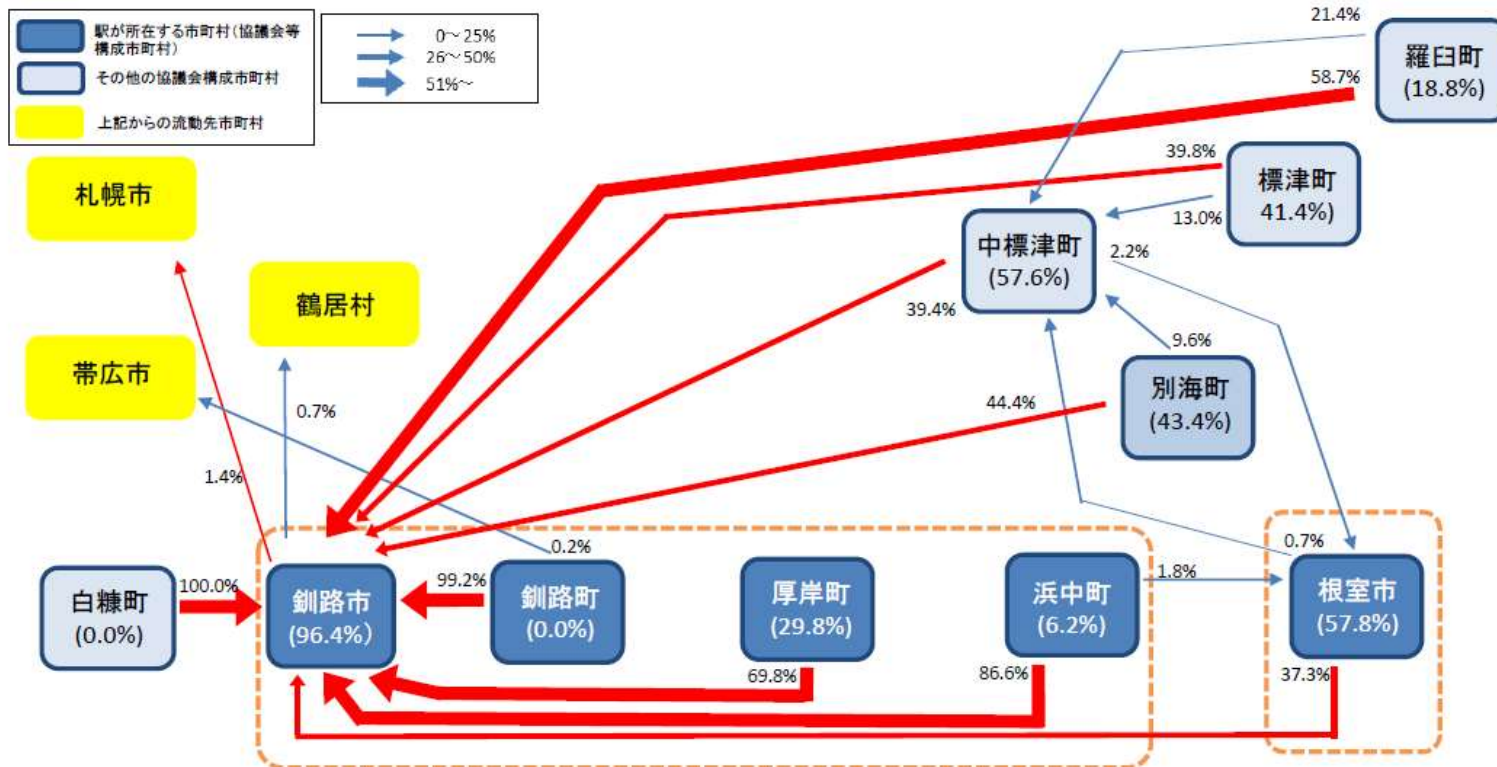 駅が所在する市町村(協議会等
構成市町村)
その他の協議会構成市町村
上記からの流動先市町村
0～25%
26～50%
51%～
21.4%
羅臼町
(18.8%)
58.7%
39.8%
標津町
41.4%)
13.0%
札幌市
中標津町
(57.6%)
2.2%
鶴居村
39.4%
帯広市
9.6%
別海町
(43.4%)
44.4%
0.7%
1.4%
0.2%
0.7%
白糠町
(0.0%)
100.0%
釧路市
(96.4%)
99.2%
釧路町
(0.0%)
厚岸町
(29.8%)
浜中町
(6.2%)
1.8%
根室市
(57.8%)
69.8%
86.6%
37.3%